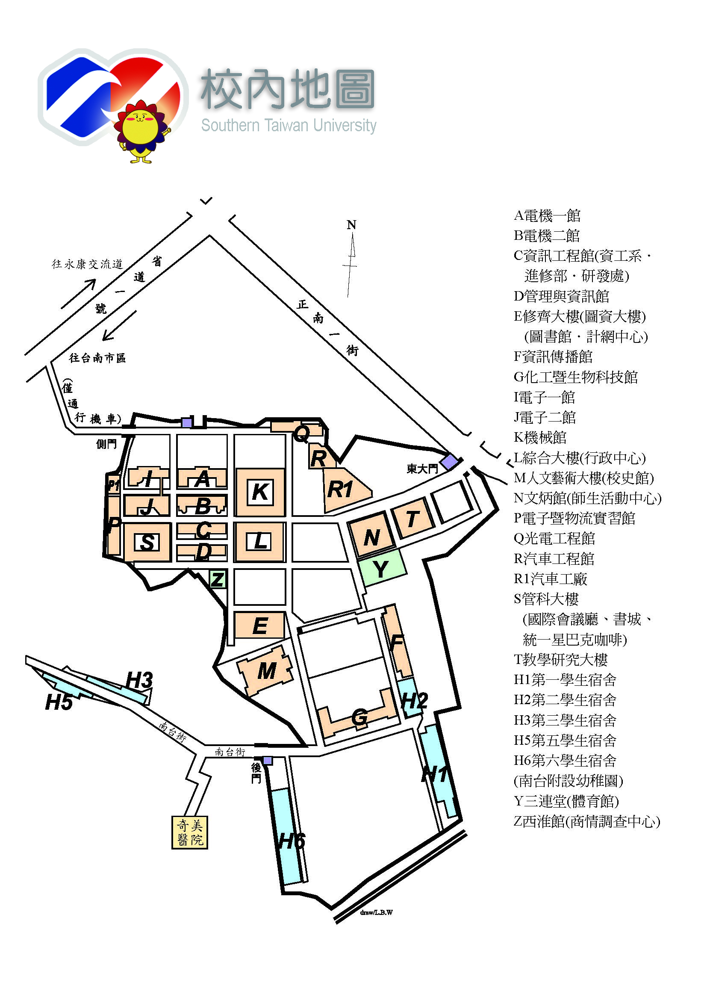 校內地圖
Southern Taiwan University
N
往永康交流道
省道一號
往台南市區
正南一街
(僅通行機車)
側門
東大門
Q
R
R1
P1
I
A
K
J
B
P
S
C
D
L
N
T
Y
Z
E
M
F
G
H2
H3
H5
H1
H6
南台街
南台街
後門
奇美
醫院
draw/L.B.W
A電機一館
B電機二館
C資訊工程館(資工系．
進修部．研發處)
D管理與資訊館
E修齊大樓(圖資大樓)
(圖書館．計網中心)
F資訊傳播館
G化工暨生物科技館
I電子一館
J電子二館
K機械館
L綜合大樓(行政中心)
M人文藝術大樓(校史館)
N文炳館(師生活動中心)
P電子暨物流實習館
Q光電工程館
R汽車工程館
R1汽車工廠
S管科大樓
(國際會議廳、書城、
統一星巴克咖啡)
T教學研究大樓
H1第一學生宿舍
H2第二學生宿舍
H3第三學生宿舍
H5第五學生宿舍
H6第六學生宿舍
(南台附設幼稚園)
Y三連堂(體育館)
Z西淮館(商情調查中心)